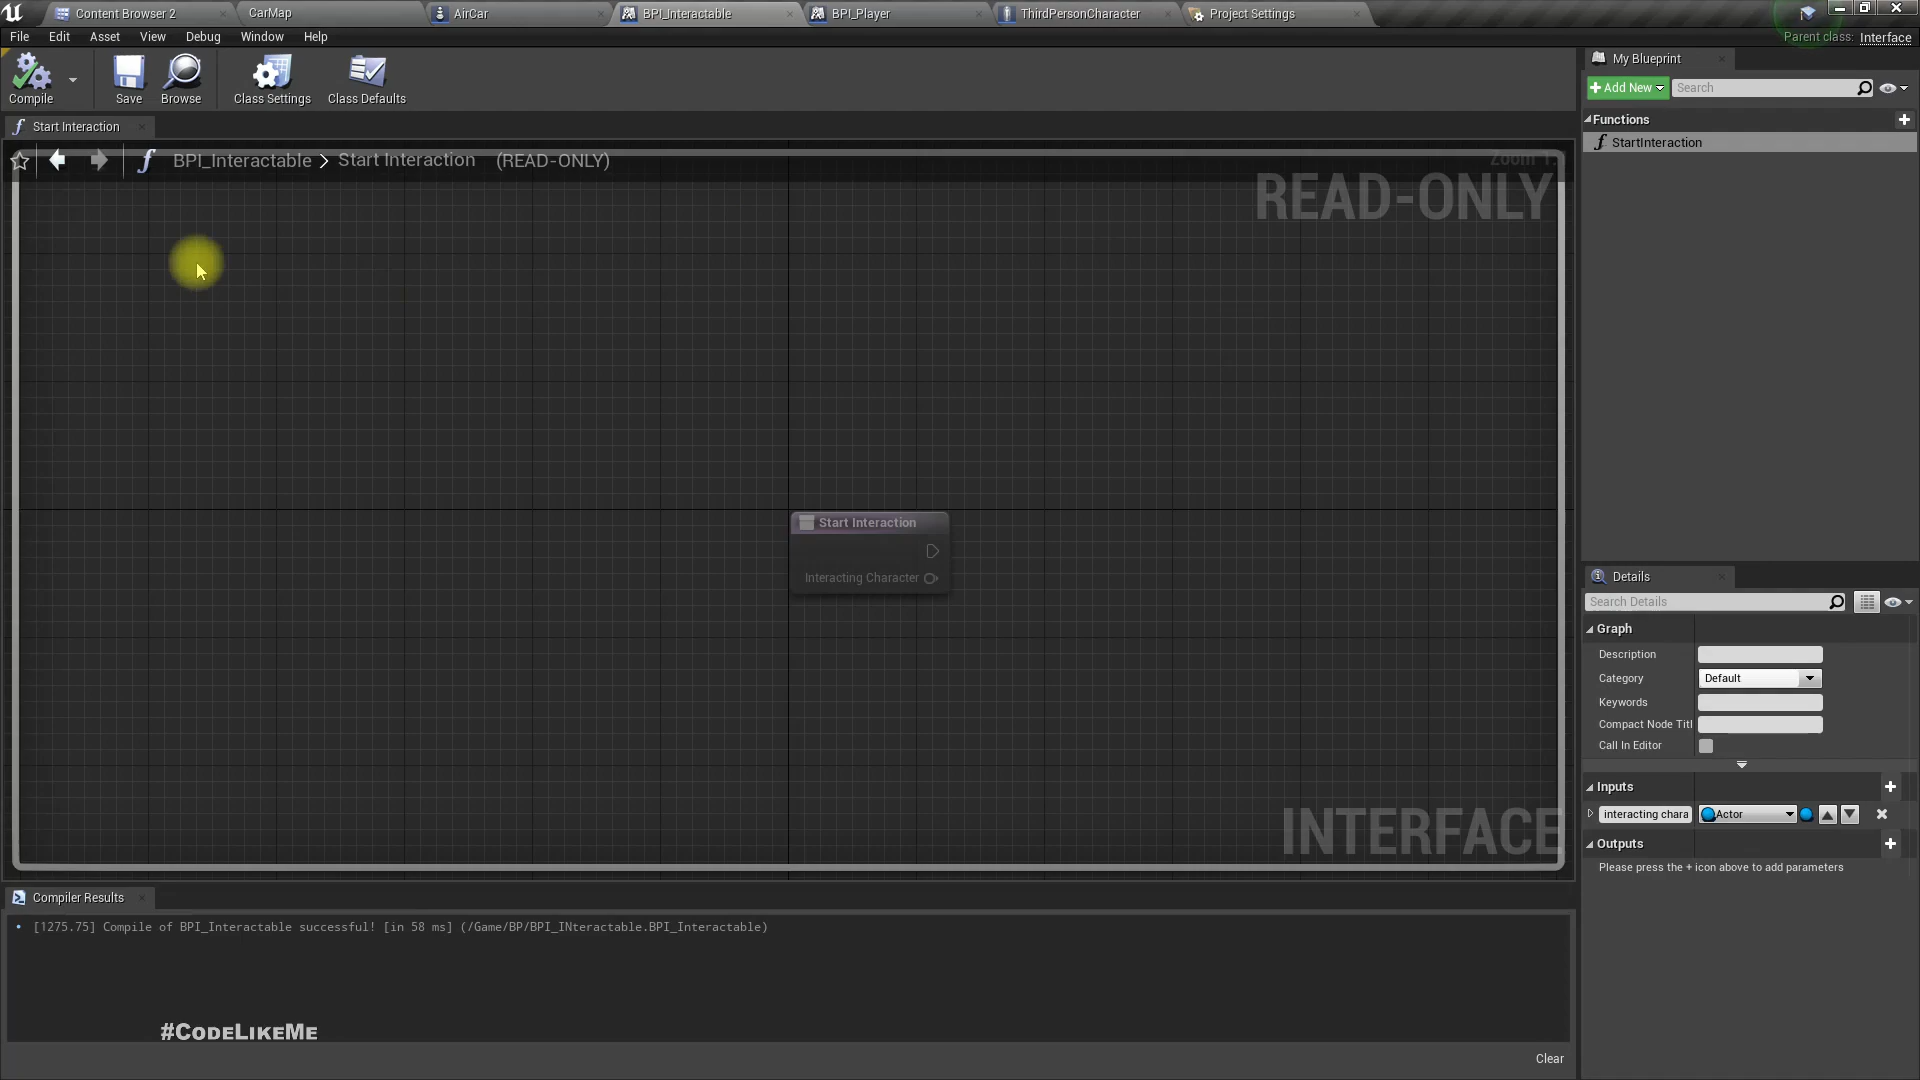 Content Browser 2
CarMap
AirCar
BPI_Interactable
BPI_Player
ThirdPersonCharacter
Project Settings
File Edit Asset View Debug Window Help
Parent class: Interface
Compile
Save
Browse
Class Settings
Class Defaults
My Blueprint
+ Add New
Search
Functions
StartInteraction
Start Interaction
BPI_Interactable > Start Interaction (READ-ONLY)
READ-ONLY
Start Interaction
Interacting Character
INTERFACE
Details
Search Details
Graph
Description
Category Default
Keywords
Compact Node Titl
Call In Editor
Inputs
interacting chara Actor
Outputs
Please press the + icon above to add parameters
Compiler Results
[1275.75] Compile of BPI_Interactable successful! [in 58 ms] (/Game/BP/BPI_INteractable.BPI_Interactable)
#CodeLikeMe
Clear